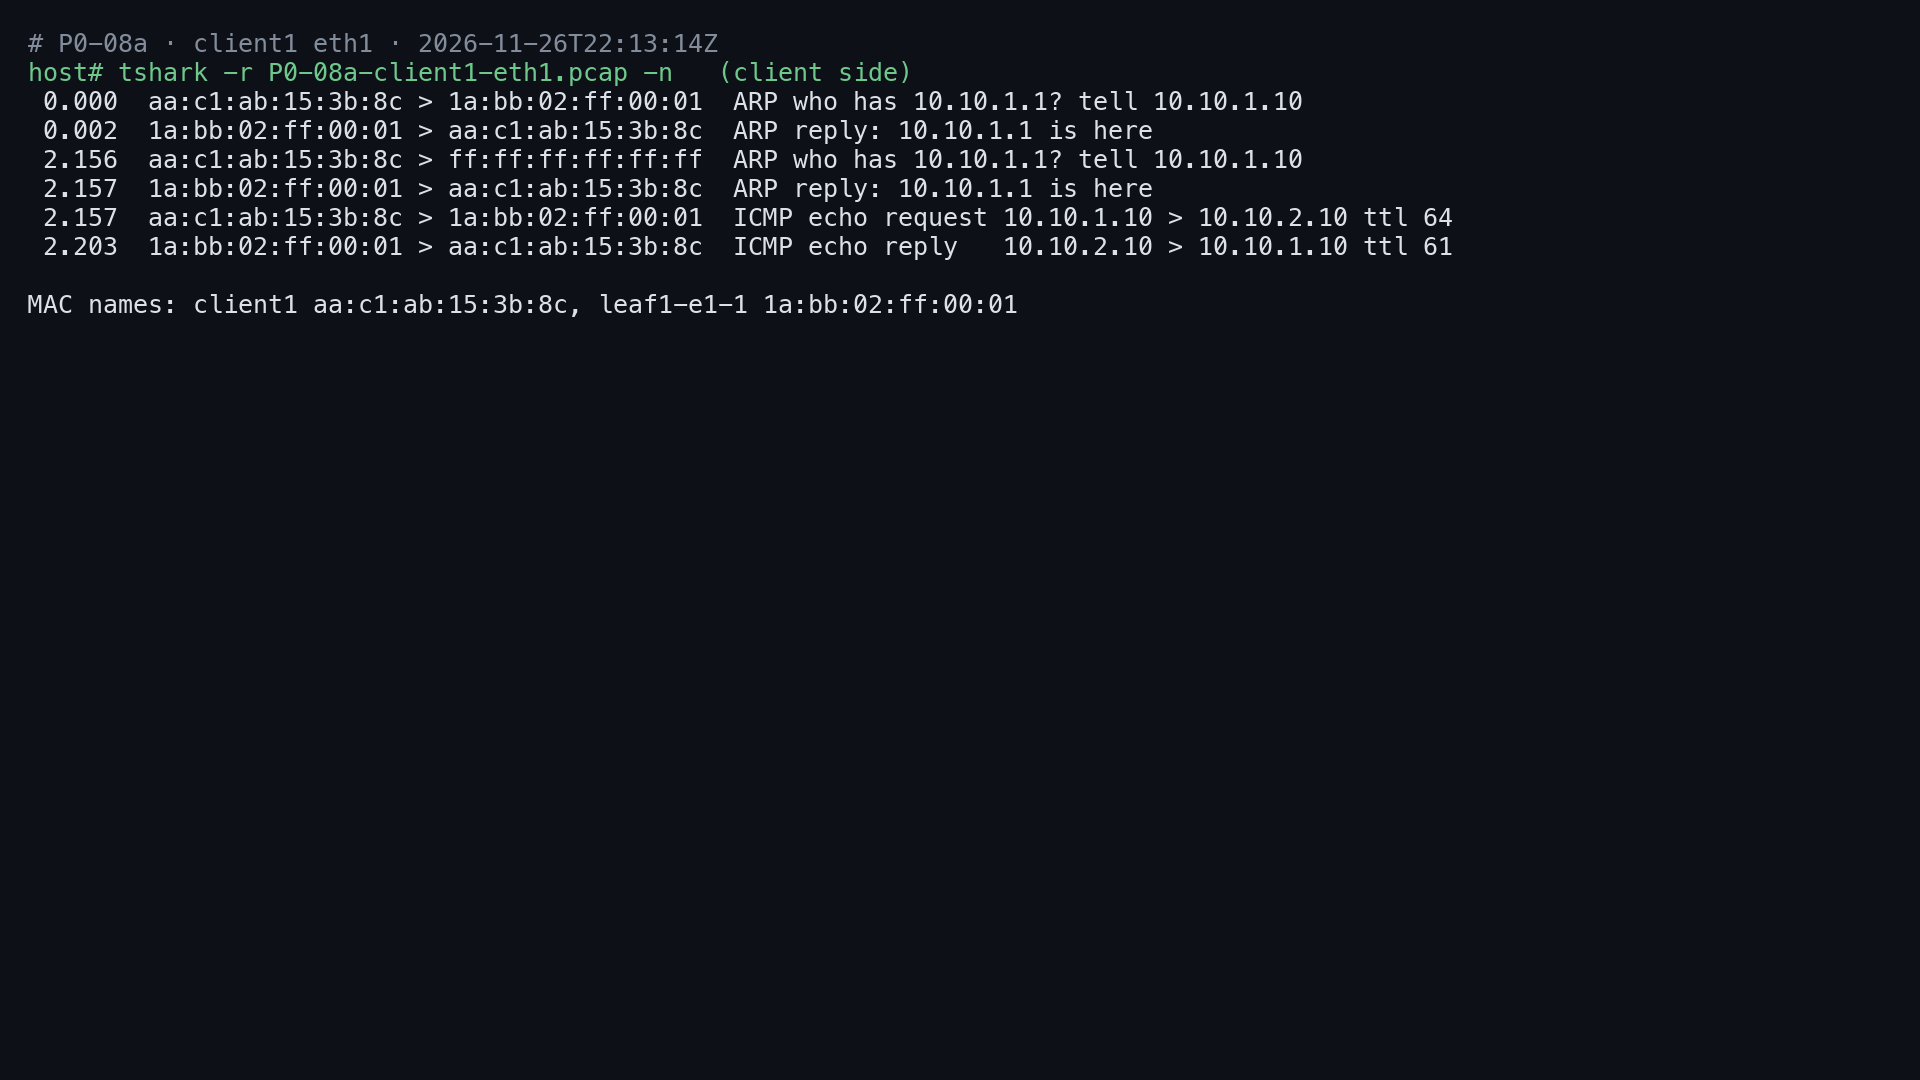 # P0-08a · client1 eth1 · 2026-11-26T22:13:14Z
host# tshark -r P0-08a-client1-eth1.pcap -n   (client side)
 0.000  aa:c1:ab:15:3b:8c > 1a:bb:02:ff:00:01  ARP who has 10.10.1.1? tell 10.10.1.10
 0.002  1a:bb:02:ff:00:01 > aa:c1:ab:15:3b:8c  ARP reply: 10.10.1.1 is here
 2.156  aa:c1:ab:15:3b:8c > ff:ff:ff:ff:ff:ff  ARP who has 10.10.1.1? tell 10.10.1.10
 2.157  1a:bb:02:ff:00:01 > aa:c1:ab:15:3b:8c  ARP reply: 10.10.1.1 is here
 2.157  aa:c1:ab:15:3b:8c > 1a:bb:02:ff:00:01  ICMP echo request 10.10.1.10 > 10.10.2.10 ttl 64
 2.203  1a:bb:02:ff:00:01 > aa:c1:ab:15:3b:8c  ICMP echo reply   10.10.2.10 > 10.10.1.10 ttl 61
MAC names: client1 aa:c1:ab:15:3b:8c, leaf1-e1-1 1a:bb:02:ff:00:01